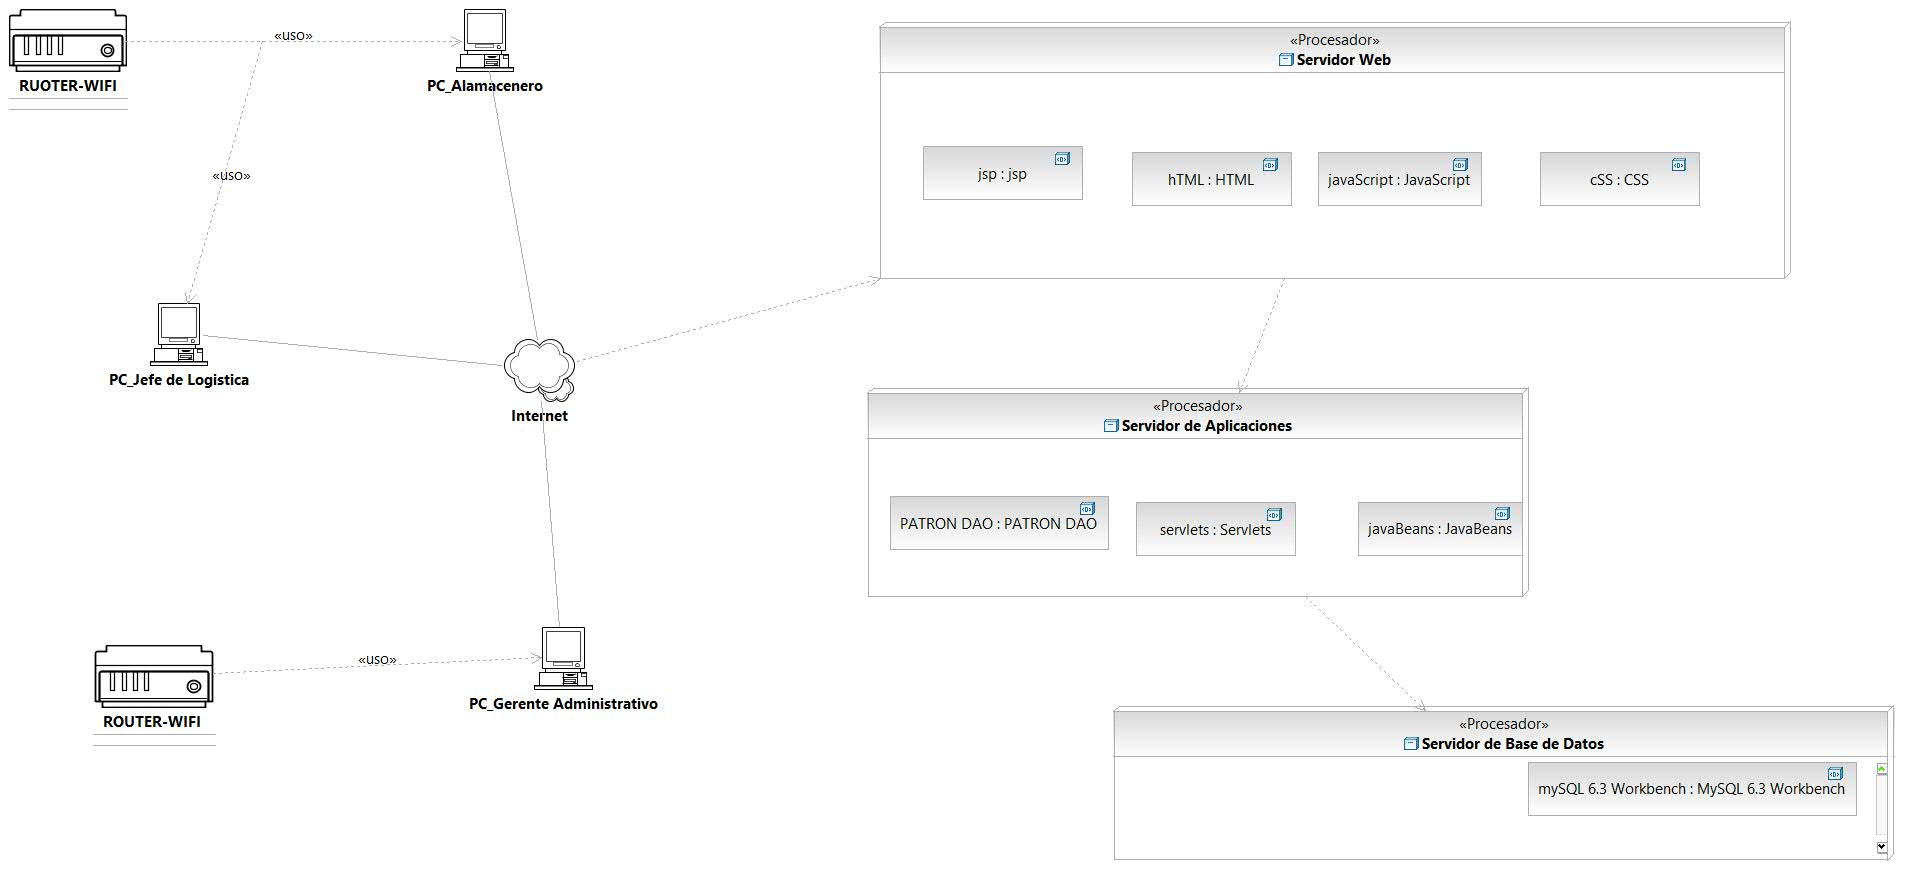 «uso»
RUOTER-WIFI
PC_Alamacenero
«uso»
PC_Jefe de Logistica
Internet
«uso»
ROUTER-WIFI
PC_Gerente Administrativo
«Procesador»
Servidor Web
jsp : jsp
hTML : HTML
javaScript : JavaScript
cSS : CSS
«Procesador»
Servidor de Aplicaciones
PATRON DAO : PATRON DAO
servlets : Servlets
javaBeans : JavaBeans
«Procesador»
Servidor de Base de Datos
mySQL 6.3 Workbench : MySQL 6.3 Workbench